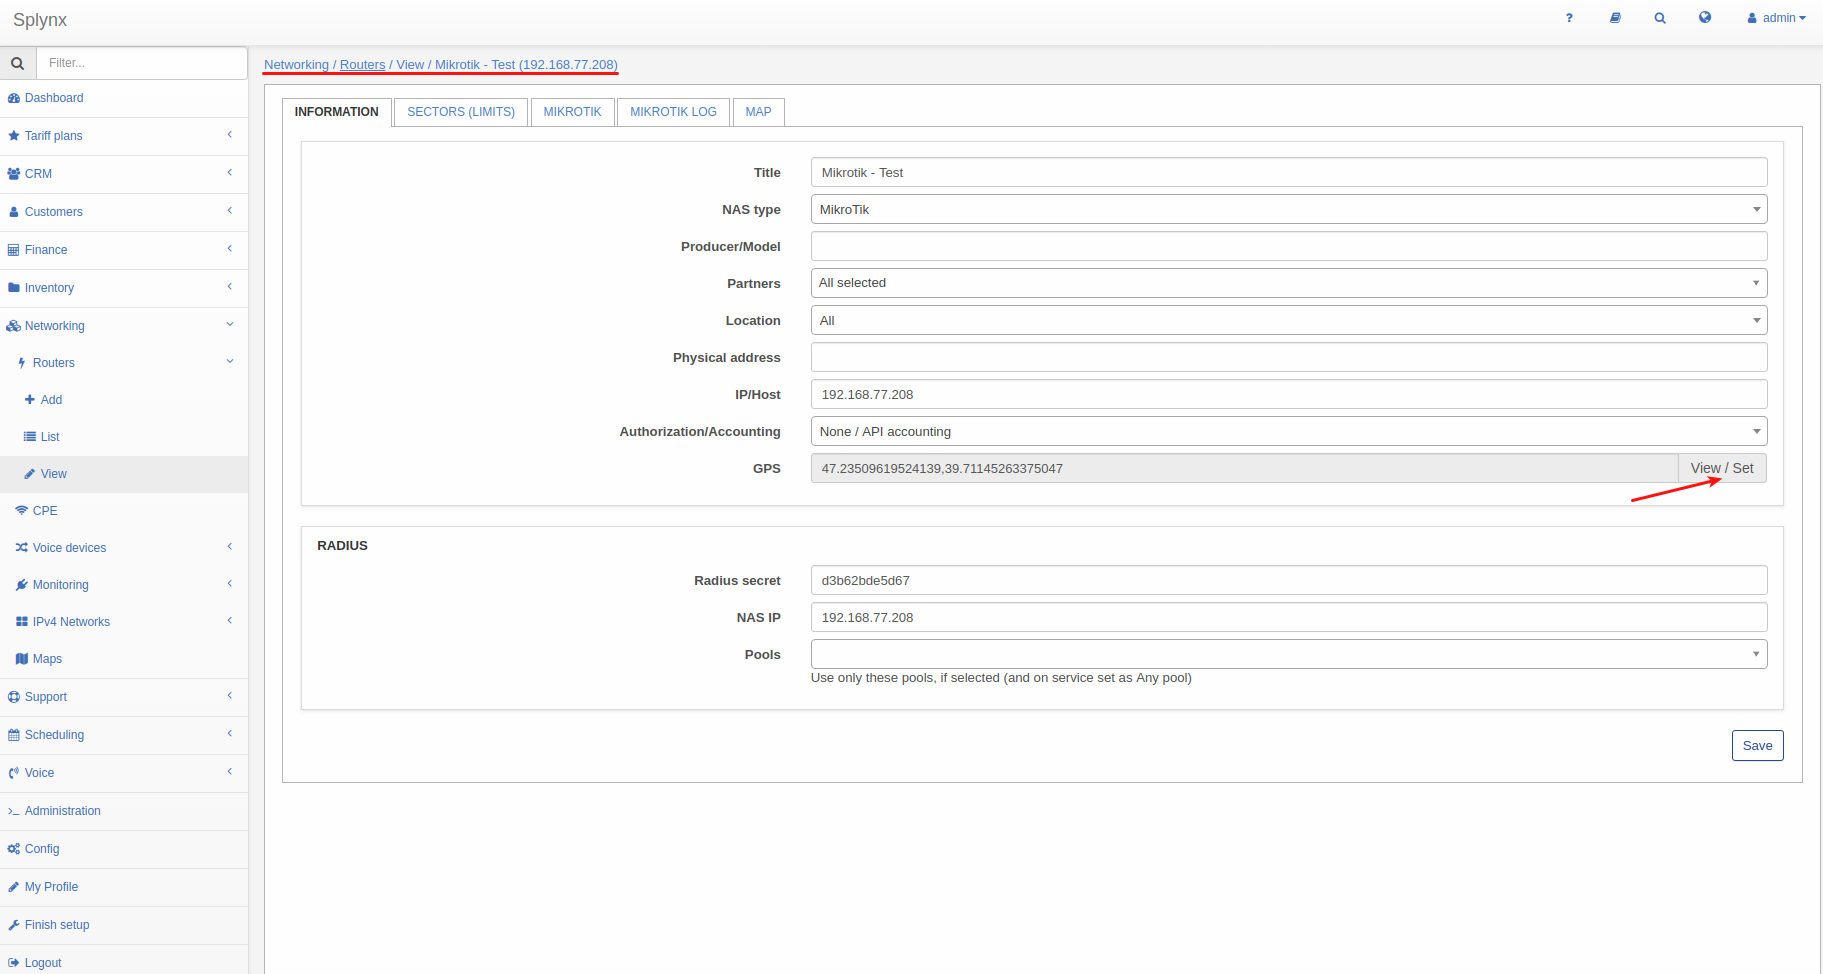 Splynx
? admin
Filter...
Networking / Routers / View / Mikrotik - Test (192.168.77.208)
Dashboard
Tariff plans
CRM
Customers
Finance
Inventory
Networking
Routers
Add
List
View
CPE
Voice devices
Monitoring
IPv4 Networks
Maps
Support
Scheduling
Voice
Administration
Config
My Profile
Finish setup
Logout
INFORMATION SECTORS (LIMITS) MIKROTIK MIKROTIK LOG MAP
Title Mikrotik - Test
NAS type MikroTik
Producer/Model
Partners All selected
Location All
Physical address
IP/Host 192.168.77.208
Authorization/Accounting None / API accounting
GPS 47.23509619524139,39.71145263375047 View / Set
RADIUS
Radius secret d3b62bde5d67
NAS IP 192.168.77.208
Pools
Use only these pools, if selected (and on service set as Any pool)
Save